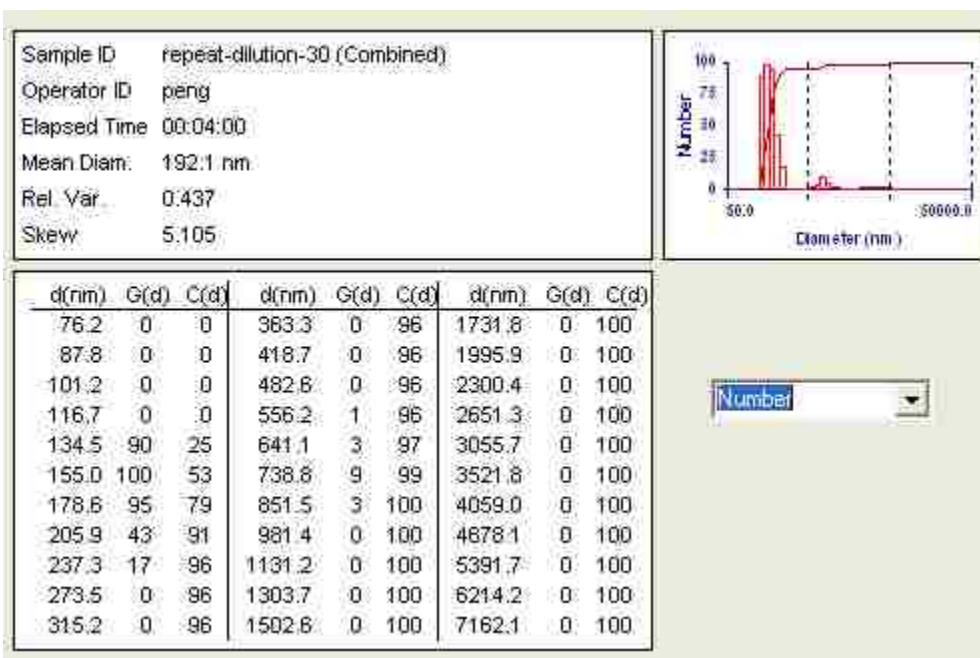 Sample ID repeat-dilution-30 (Combined)
Operator ID peng
Elapsed Time 00:04:00
Mean Diam. 192.1 nm
Rel. Var. 0.437
Skew 5.105
100
75
50
25
0
Number
50.0 50000.0
Diameter (nm)
d(nm) G(d) C(d) d(nm) G(d) C(d) d(nm) G(d) C(d)
76.2 0 0 363.3 0 96 1731.8 0 100
87.8 0 0 418.7 0 96 1995.9 0 100
101.2 0 0 482.6 0 96 2300.4 0 100
116.7 0 0 556.2 1 96 2651.3 0 100
134.5 90 25 641.1 3 97 3055.7 0 100
155.0 100 53 738.8 9 99 3521.8 0 100
178.6 95 79 851.5 3 100 4059.0 0 100
205.9 43 91 981.4 0 100 4678.1 0 100
237.3 17 96 1131.2 0 100 5391.7 0 100
273.5 0 96 1303.7 0 100 6214.2 0 100
315.2 0 96 1502.6 0 100 7162.1 0 100
Number